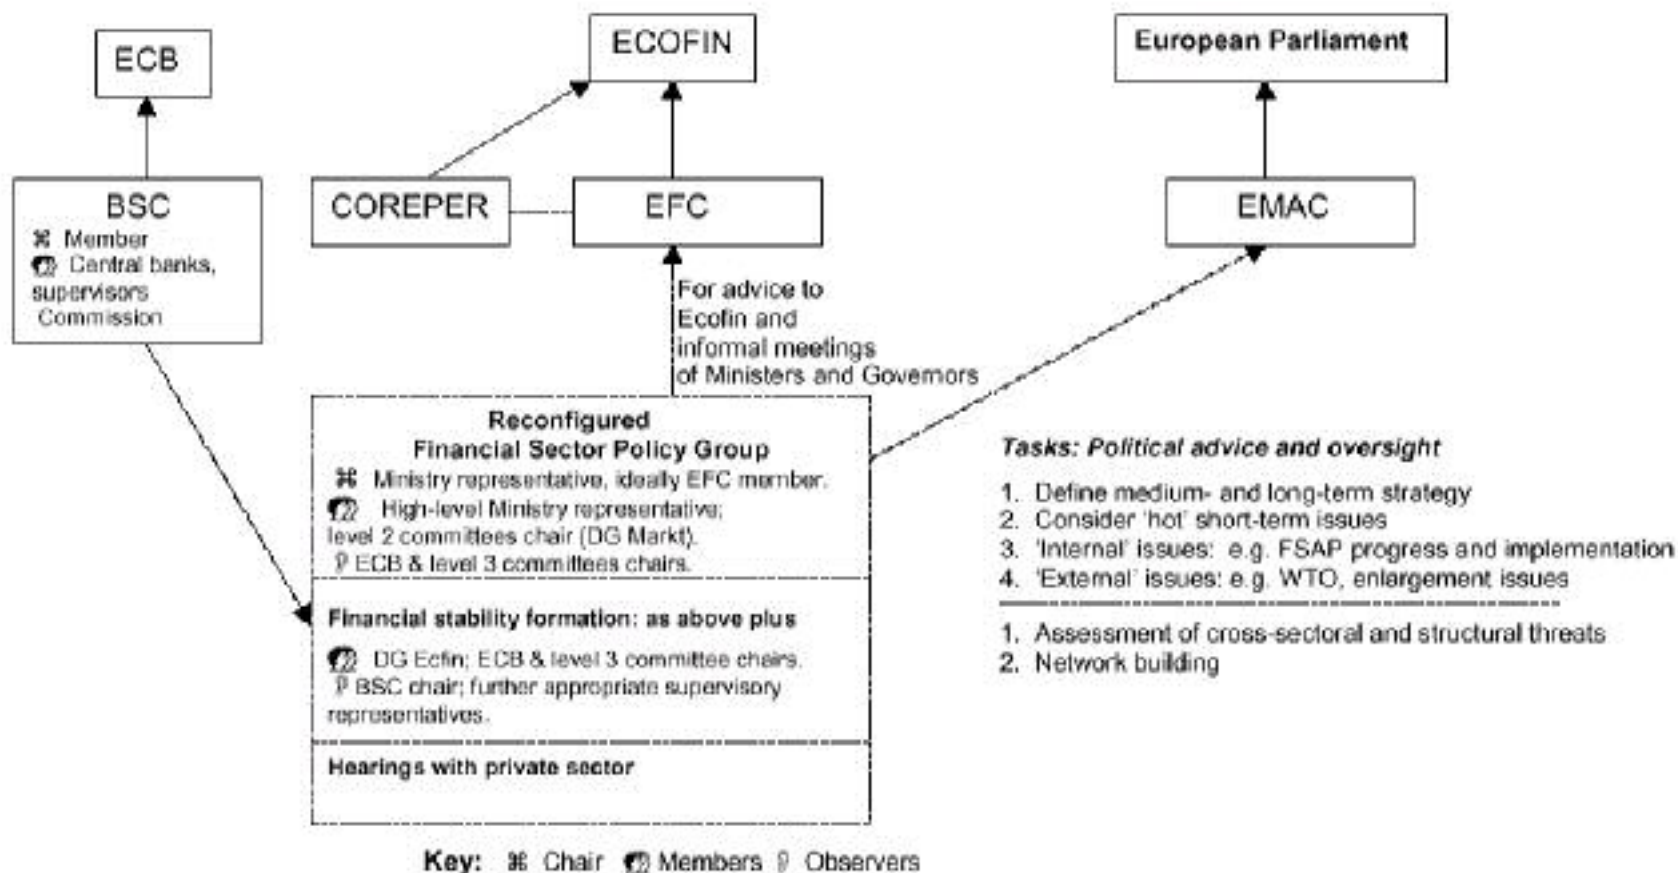 ECB
ECOFIN
European Parliament
BSC
⌘ Member
Central banks,
supervisors
Commission
COREPER
EFC
EMAC
For advice to
Ecofin and
informal meetings
of Ministers and Governors
Reconfigured
Financial Sector Policy Group
⌘ Ministry representative, ideally EFC member.
High-level Ministry representative;
level 2 committees chair (DG Markt).
ECB & level 3 committees chairs.
Financial stability formation: as above plus
DG Ecfin; ECB & level 3 committee chairs.
BSC chair; further appropriate supervisory
representatives.
Hearings with private sector
Tasks: Political advice and oversight
1. Define medium- and long-term strategy
2. Consider 'hot' short-term issues
3. 'Internal' issues: e.g. FSAP progress and implementation
4. 'External' issues: e.g. WTO, enlargement issues
1. Assessment of cross-sectoral and structural threats
2. Network building
Key: ⌘ Chair Members Observers